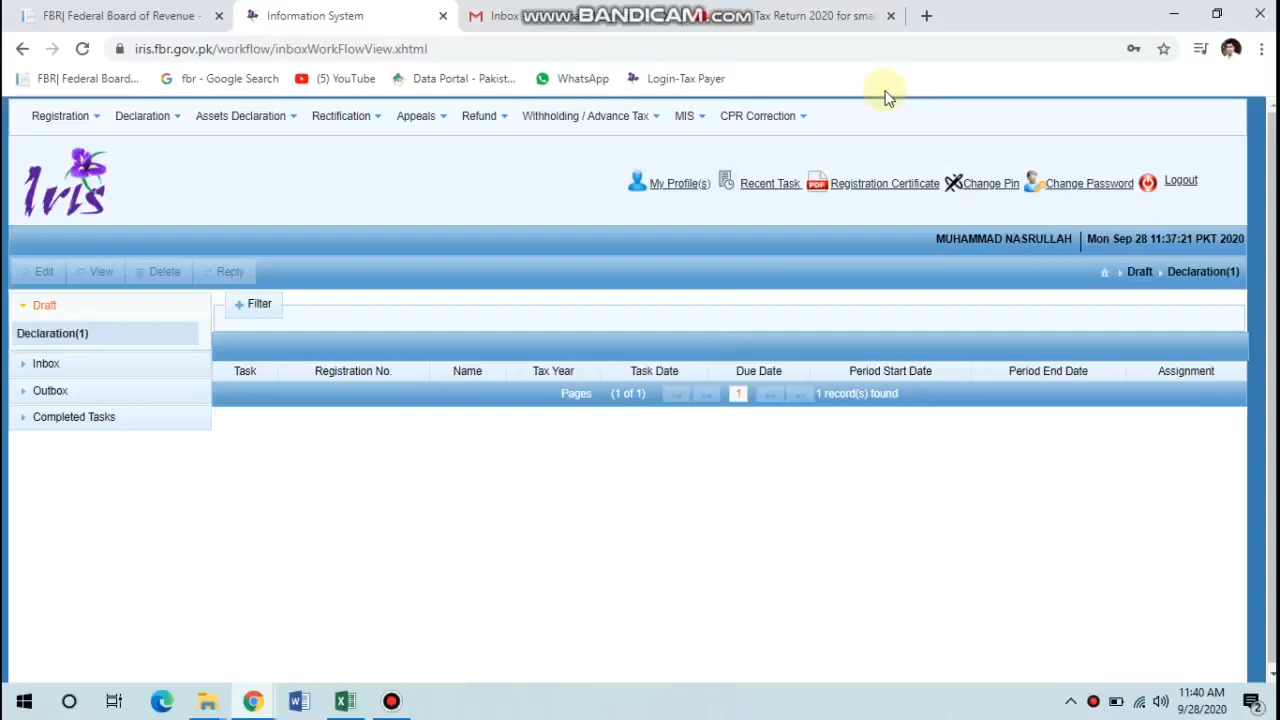 FBR| Federal Board of Revenue -
Information System
Inbox
www.BANDICAM.com
Tax Return 2020 for smal
iris.fbr.gov.pk/workflow/inboxWorkFlowView.xhtml
FBR| Federal Board...
fbr - Google Search
(5) YouTube
Data Portal - Pakist...
WhatsApp
Login-Tax Payer
Registration
Declaration
Assets Declaration
Rectification
Appeals
Refund
Withholding / Advance Tax
MIS
CPR Correction
Iris
My Profile(s)
Recent Task
PDF
Registration Certificate
Change Pin
Change Password
Logout
MUHAMMAD NASRULLAH
Mon Sep 28 11:37:21 PKT 2020
Edit
View
Delete
Reply
Draft
Declaration(1)
Draft
Declaration(1)
Inbox
Outbox
Completed Tasks
+ Filter
Task
Registration No.
Name
Tax Year
Task Date
Due Date
Period Start Date
Period End Date
Assignment
Pages
(1 of 1)
1
1 record(s) found
11:40 AM
9/28/2020
2